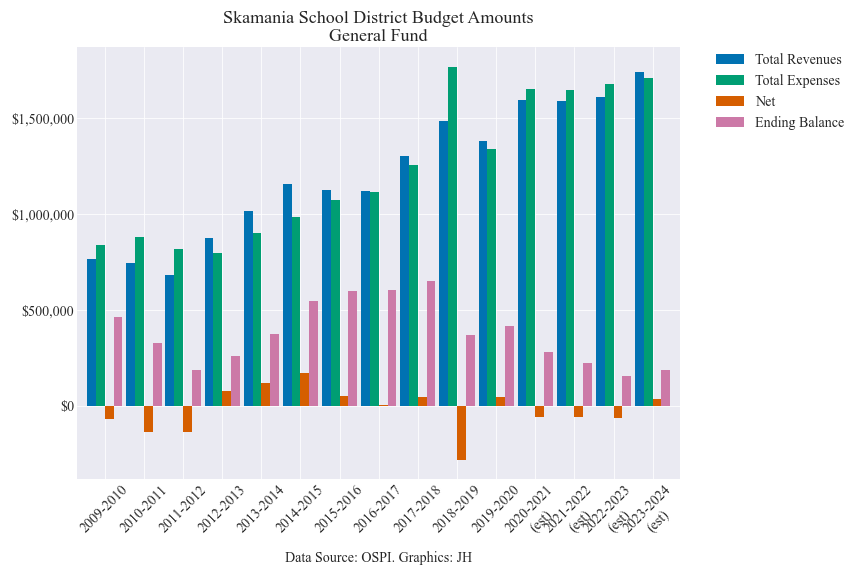 Skamania School District Budget Amounts
General Fund
Total Revenues
Total Expenses
Net
Ending Balance
$1,500,000
$1,000,000
$500,000
$0
2009-2010
2010-2011
2011-2012
2012-2013
2013-2014
2014-2015
2015-2016
2016-2017
2017-2018
2018-2019
2019-2020
2020-2021
(est)
2021-2022
(est)
2022-2023
(est)
2023-2024
(est)
Data Source: OSPI. Graphics: JH